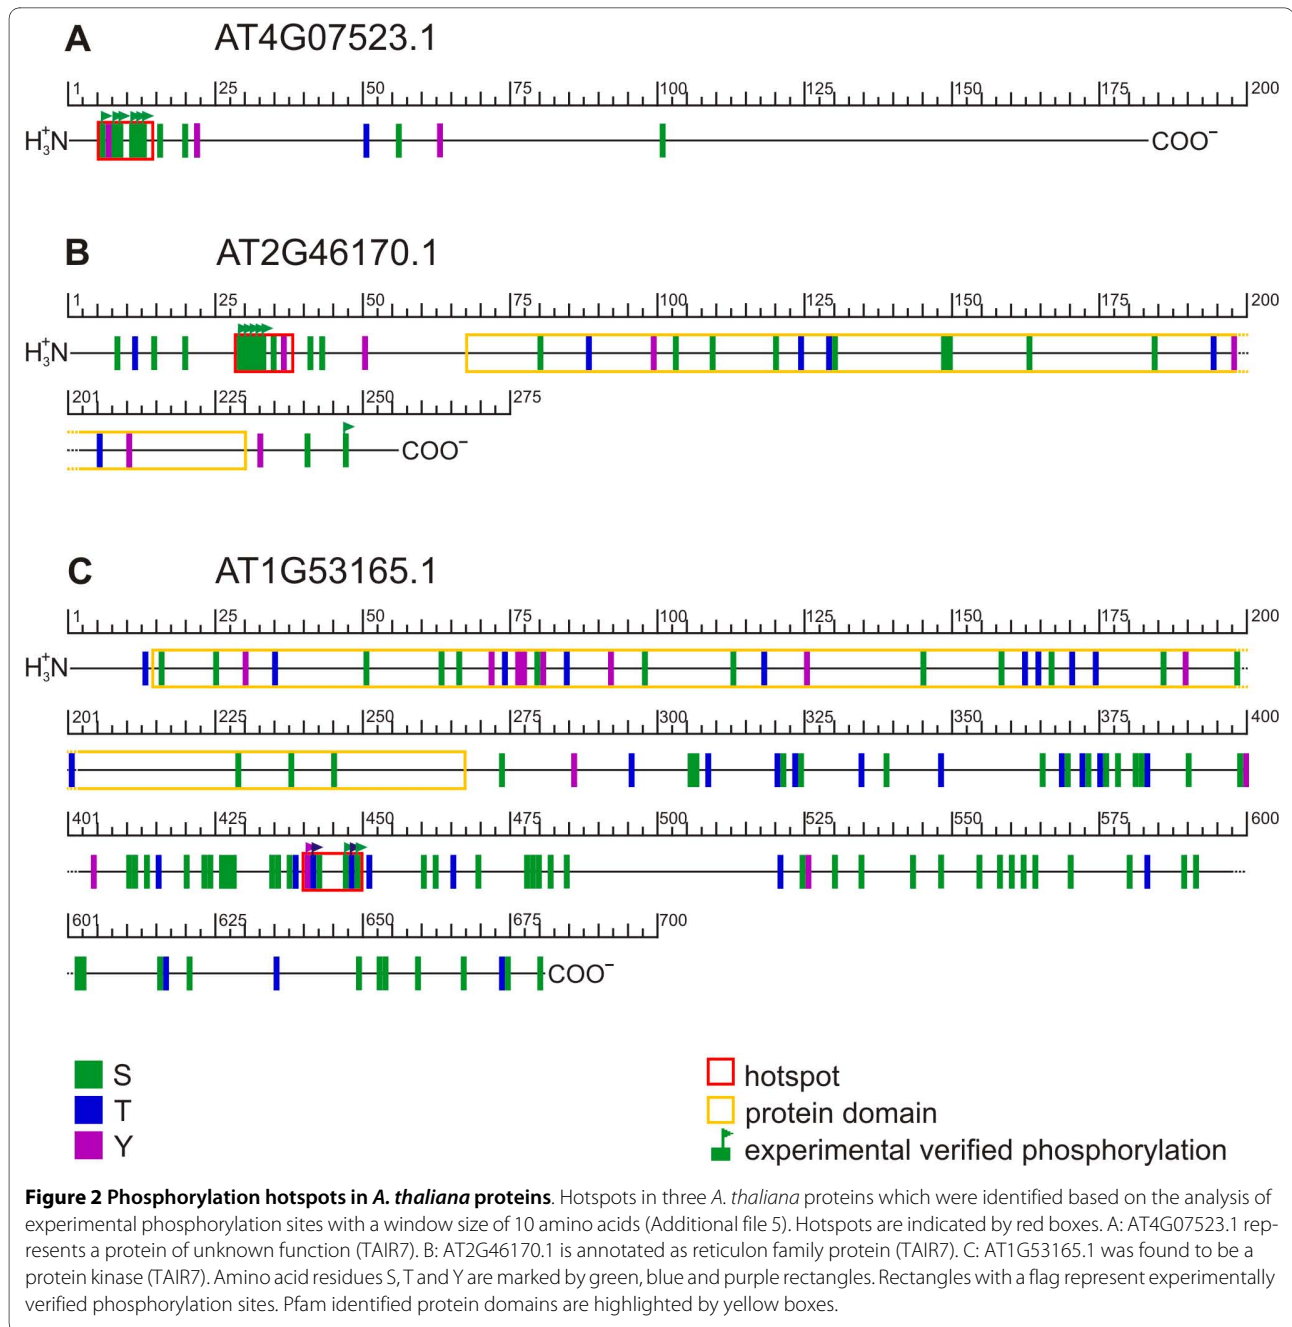 A AT4G07523.1
1 25 50 75 100 125 150 175 200
H₃⁺N COO⁻
B AT2G46170.1
1 25 50 75 100 125 150 175 200
H₃⁺N
201 225 250 275
COO⁻
C AT1G53165.1
1 25 50 75 100 125 150 175 200
H₃⁺N
201 225 250 275 300 325 350 375 400
401 425 450 475 500 525 550 575 600
601 625 650 675 700
COO⁻
S hotspot
T protein domain
Y experimental verified phosphorylation
Figure 2 Phosphorylation hotspots in A. thaliana proteins. Hotspots in three A. thaliana proteins which were identified based on the analysis of
experimental phosphorylation sites with a window size of 10 amino acids (Additional file 5). Hotspots are indicated by red boxes. A: AT4G07523.1 rep-
resents a protein of unknown function (TAIR7). B: AT2G46170.1 is annotated as reticulon family protein (TAIR7). C: AT1G53165.1 was found to be a
protein kinase (TAIR7). Amino acid residues S, T and Y are marked by green, blue and purple rectangles. Rectangles with a flag represent experimentally
verified phosphorylation sites. Pfam identified protein domains are highlighted by yellow boxes.